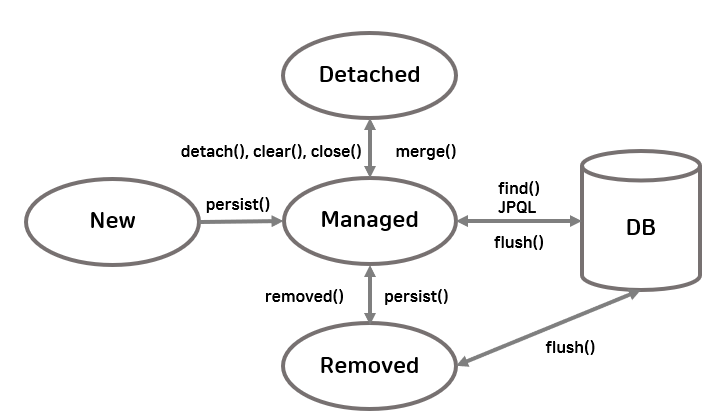 Detached
detach(), clear(), close()
merge()
New
persist()
Managed
find()
JPQL
flush()
DB
removed()
persist()
Removed
flush()